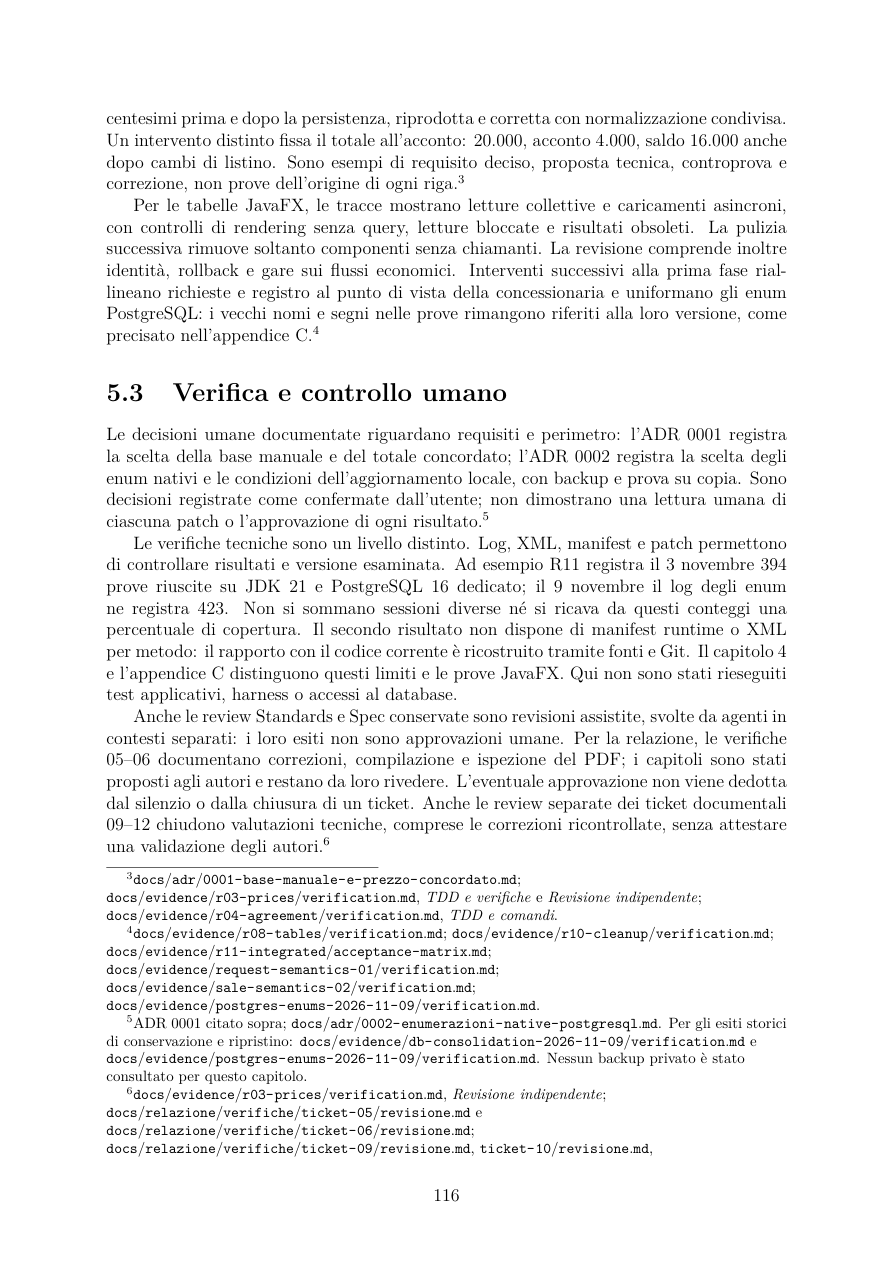 centesimi prima e dopo la persistenza, riprodotta e corretta con normalizzazione condivisa.
Un intervento distinto fissa il totale all'acconto: 20.000, acconto 4.000, saldo 16.000 anche
dopo cambi di listino. Sono esempi di requisito deciso, proposta tecnica, controprova e
correzione, non prove dell'origine di ogni riga.3
Per le tabelle JavaFX, le tracce mostrano letture collettive e caricamenti asincroni,
con controlli di rendering senza query, letture bloccate e risultati obsoleti. La pulizia
successiva rimuove soltanto componenti senza chiamanti. La revisione comprende inoltre
identità, rollback e gare sui flussi economici. Interventi successivi alla prima fase rial-
lineano richieste e registro al punto di vista della concessionaria e uniformano gli enum
PostgreSQL: i vecchi nomi e segni nelle prove rimangono riferiti alla loro versione, come
precisato nell'appendice C.4
5.3 Verifica e controllo umano
Le decisioni umane documentate riguardano requisiti e perimetro: l'ADR 0001 registra
la scelta della base manuale e del totale concordato; l'ADR 0002 registra la scelta degli
enum nativi e le condizioni dell'aggiornamento locale, con backup e prova su copia. Sono
decisioni registrate come confermate dall'utente; non dimostrano una lettura umana di
ciascuna patch o l'approvazione di ogni risultato.5
Le verifiche tecniche sono un livello distinto. Log, XML, manifest e patch permettono
di controllare risultati e versione esaminata. Ad esempio R11 registra il 3 novembre 394
prove riuscite su JDK 21 e PostgreSQL 16 dedicato; il 9 novembre il log degli enum
ne registra 423. Non si sommano sessioni diverse né si ricava da questi conteggi una
percentuale di copertura. Il secondo risultato non dispone di manifest runtime o XML
per metodo: il rapporto con il codice corrente è ricostruito tramite fonti e Git. Il capitolo 4
e l'appendice C distinguono questi limiti e le prove JavaFX. Qui non sono stati rieseguiti
test applicativi, harness o accessi al database.
Anche le review Standards e Spec conservate sono revisioni assistite, svolte da agenti in
contesti separati: i loro esiti non sono approvazioni umane. Per la relazione, le verifiche
05–06 documentano correzioni, compilazione e ispezione del PDF; i capitoli sono stati
proposti agli autori e restano da loro rivedere. L'eventuale approvazione non viene dedotta
dal silenzio o dalla chiusura di un ticket. Anche le review separate dei ticket documentali
09–12 chiudono valutazioni tecniche, comprese le correzioni ricontrollate, senza attestare
una validazione degli autori.6
3docs/adr/0001-base-manuale-e-prezzo-concordato.md;
docs/evidence/r03-prices/verification.md, TDD e verifiche e Revisione indipendente;
docs/evidence/r04-agreement/verification.md, TDD e comandi.
4docs/evidence/r08-tables/verification.md; docs/evidence/r10-cleanup/verification.md;
docs/evidence/r11-integrated/acceptance-matrix.md;
docs/evidence/request-semantics-01/verification.md;
docs/evidence/sale-semantics-02/verification.md;
docs/evidence/postgres-enums-2026-11-09/verification.md.
5ADR 0001 citato sopra; docs/adr/0002-enumerazioni-native-postgresql.md. Per gli esiti storici
di conservazione e ripristino: docs/evidence/db-consolidation-2026-11-09/verification.md e
docs/evidence/postgres-enums-2026-11-09/verification.md. Nessun backup privato è stato
consultato per questo capitolo.
6docs/evidence/r03-prices/verification.md, Revisione indipendente;
docs/relazione/verifiche/ticket-05/revisione.md e
docs/relazione/verifiche/ticket-06/revisione.md;
docs/relazione/verifiche/ticket-09/revisione.md, ticket-10/revisione.md,
116